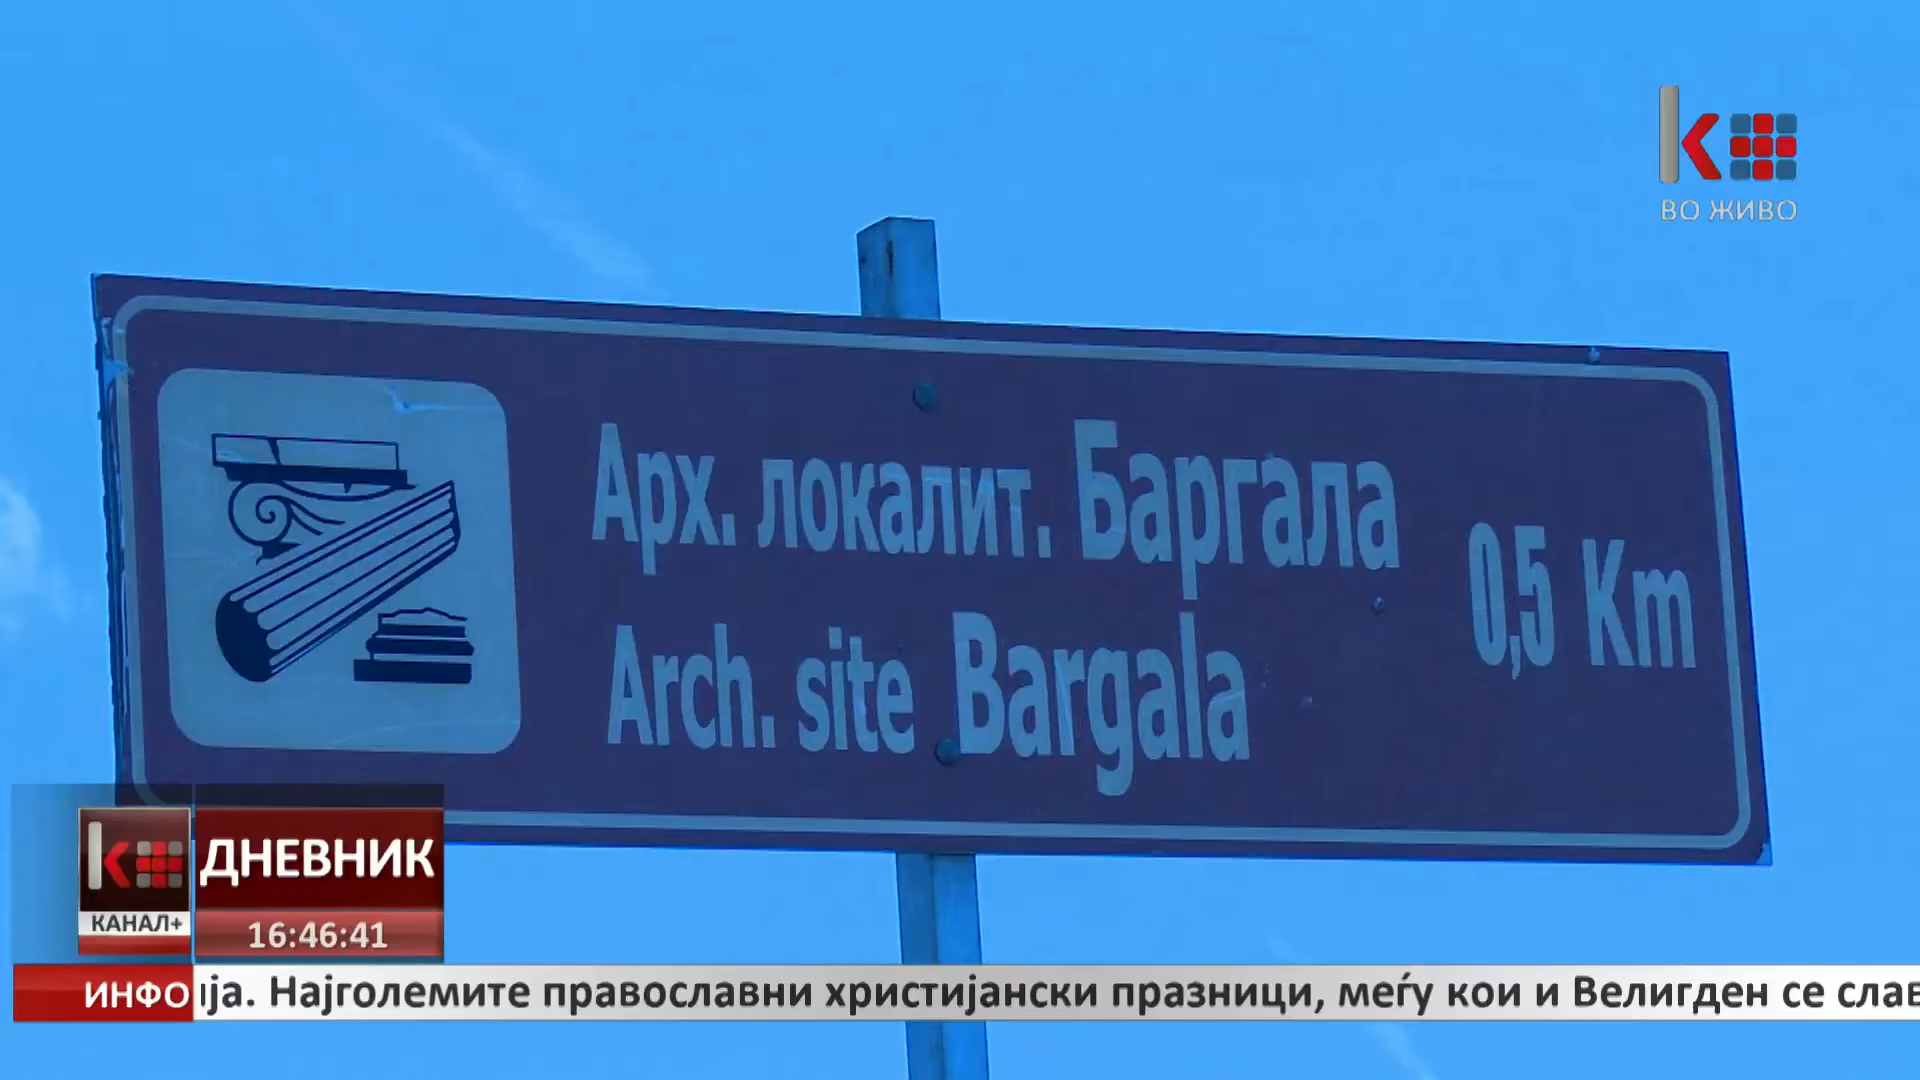 ВО ЖИВО
Арх. локалит. Баргала
0,5 Km
Arch. site Bargala
ДНЕВНИК
КАНАЛ+
16:46:41
ИНФО
ја. Најголемите православни христијански празници, меѓу кои и Велигден се слав